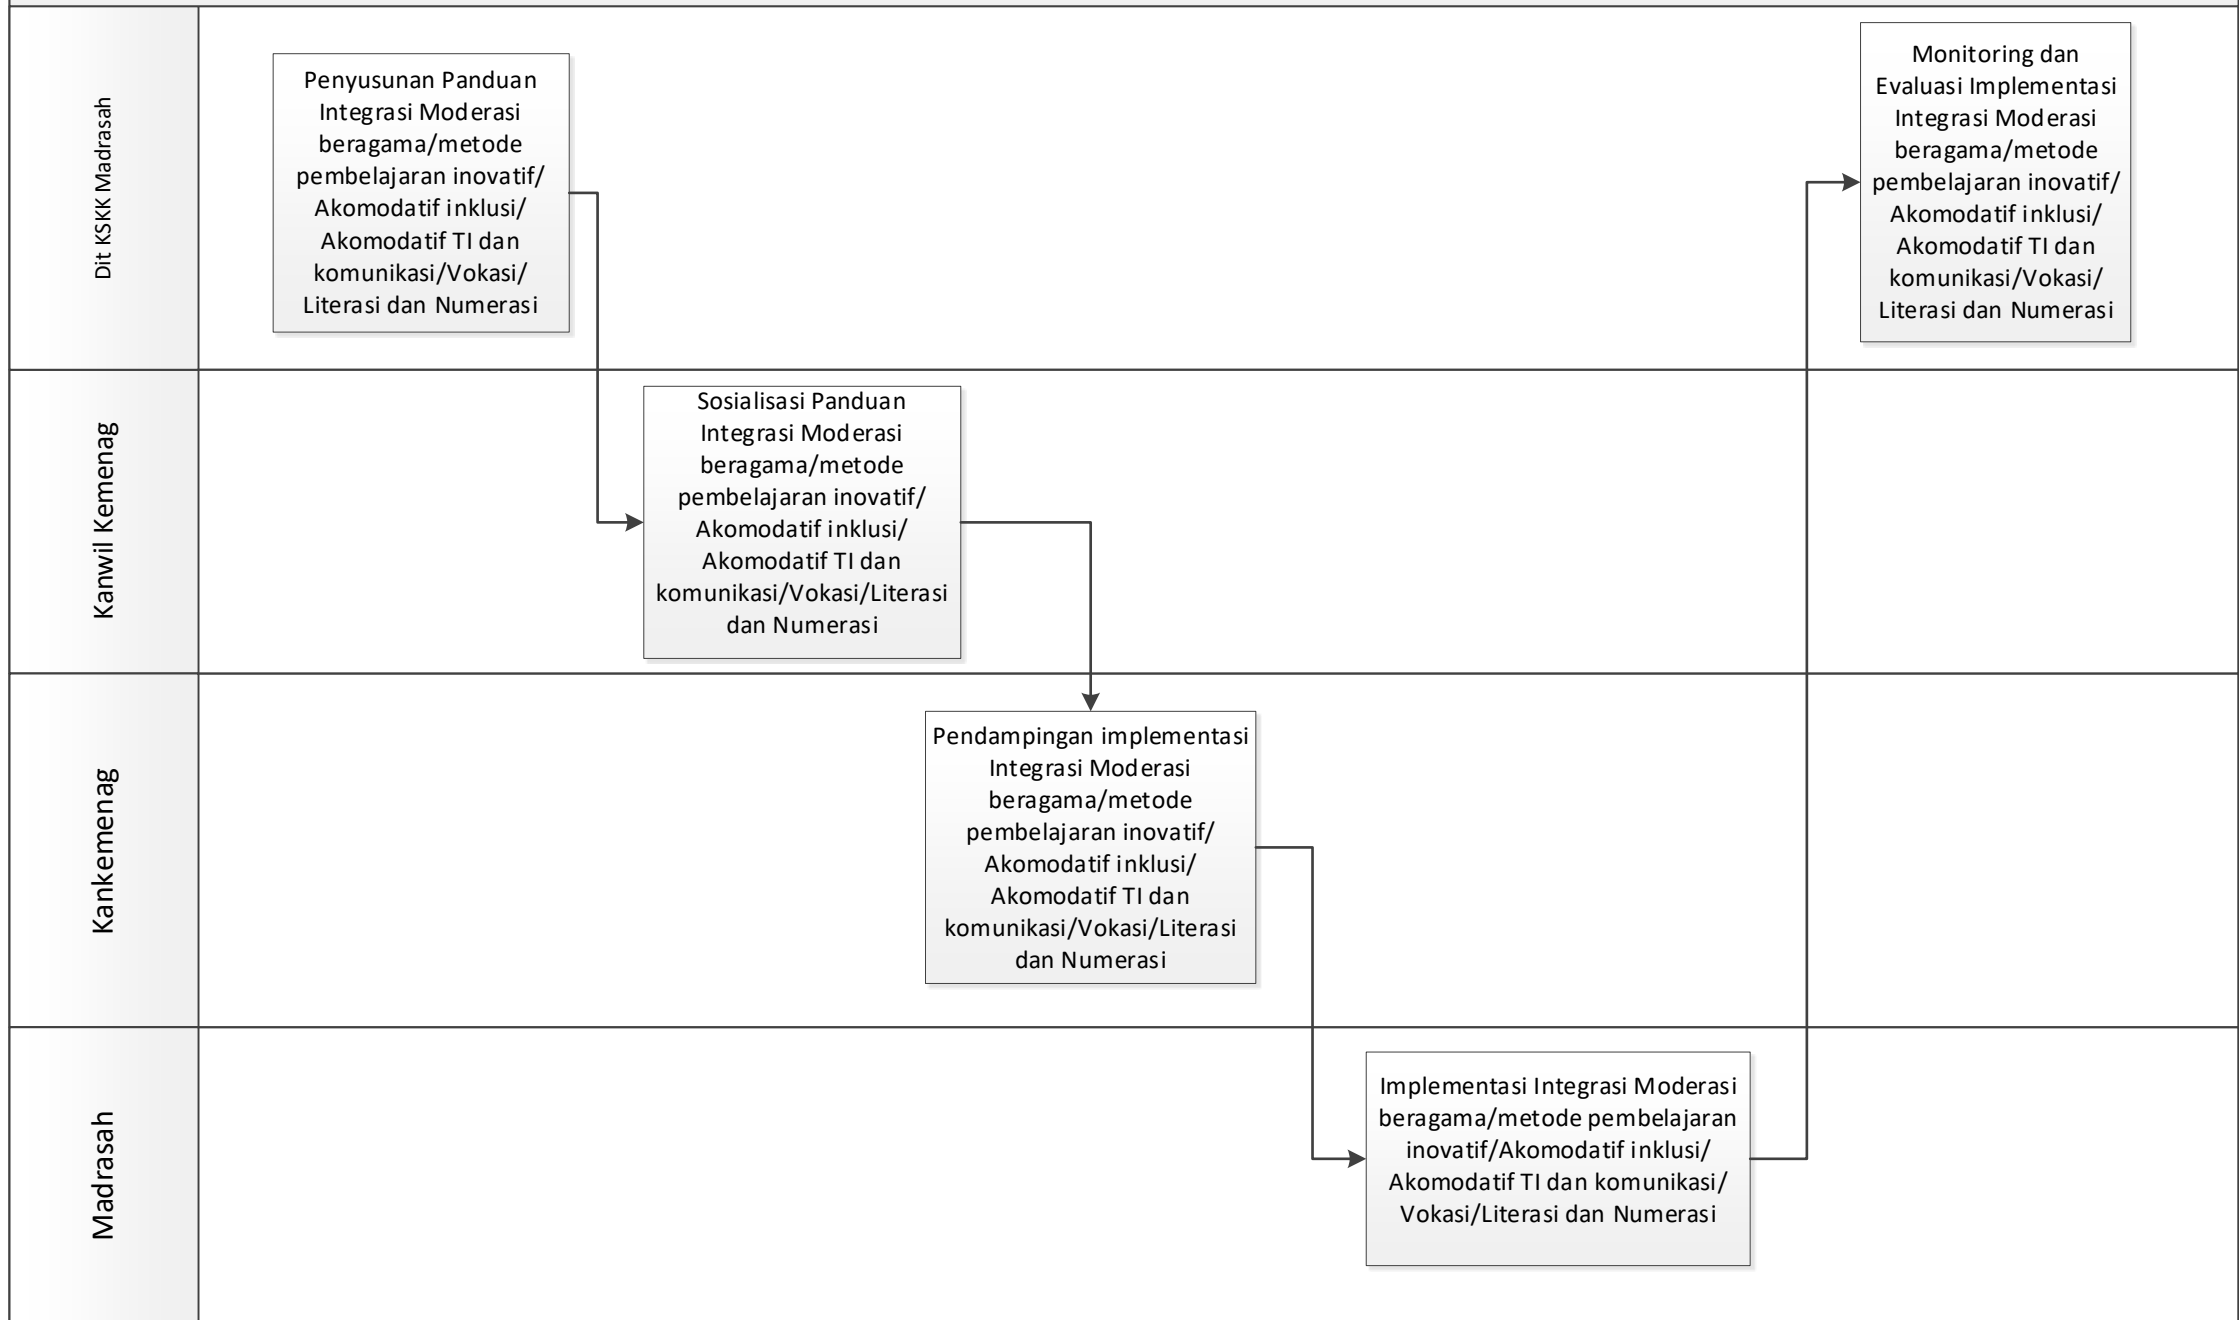 Dit KSKK Madrasah
Penyusunan Panduan
Integrasi Moderasi
beragama/metode
pembelajaran inovatif/
Akomodatif inklusi/
Akomodatif TI dan
komunikasi/Vokasi/
Literasi dan Numerasi
Monitoring dan
Evaluasi Implementasi
Integrasi Moderasi
beragama/metode
pembelajaran inovatif/
Akomodatif inklusi/
Akomodatif TI dan
komunikasi/Vokasi/
Literasi dan Numerasi
Kanwil Kemenag
Sosialisasi Panduan
Integrasi Moderasi
beragama/metode
pembelajaran inovatif/
Akomodatif inklusi/
Akomodatif TI dan
komunikasi/Vokasi/Literasi
dan Numerasi
Kankemenag
Pendampingan implementasi
Integrasi Moderasi
beragama/metode
pembelajaran inovatif/
Akomodatif inklusi/
Akomodatif TI dan
komunikasi/Vokasi/Literasi
dan Numerasi
Madrasah
Implementasi Integrasi Moderasi
beragama/metode pembelajaran
inovatif/Akomodatif inklusi/
Akomodatif TI dan komunikasi/
Vokasi/Literasi dan Numerasi